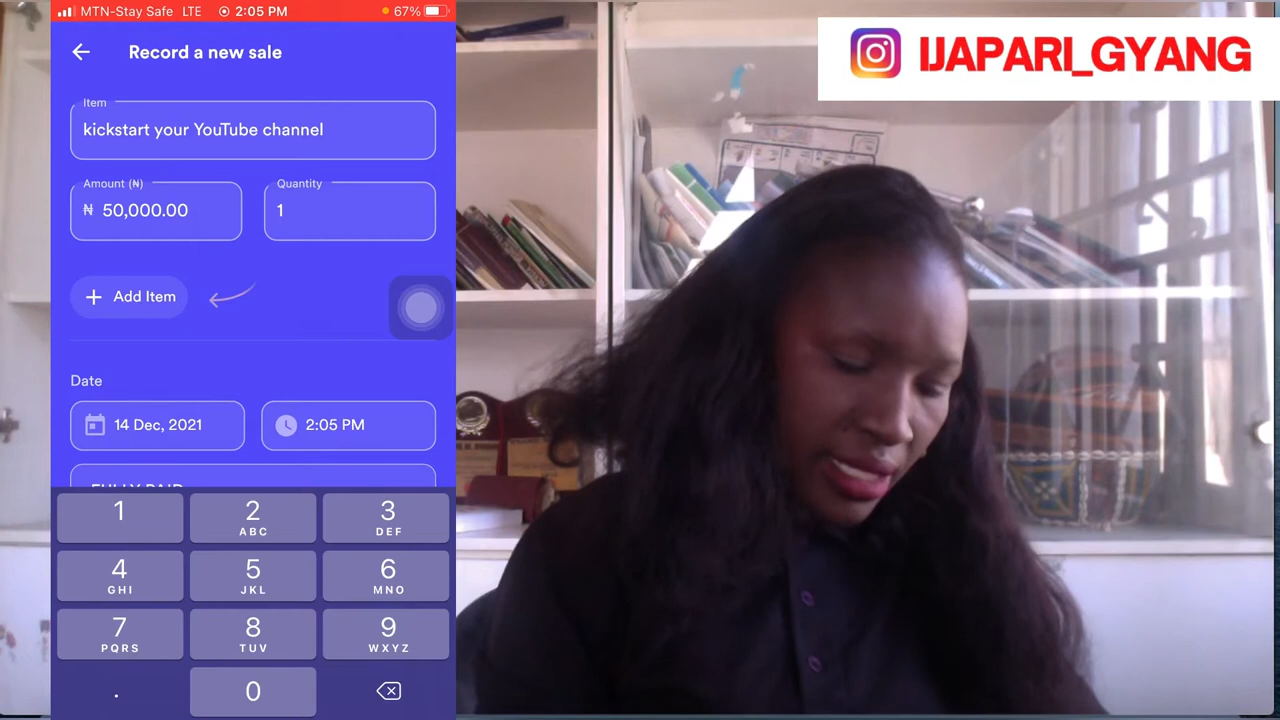 MTN-Stay Safe LTE 2:05 PM 67%
Record a new sale
Item
kickstart your YouTube channel
Amount (₦) Quantity
₦ 50,000.00 1
+ Add Item
Date
14 Dec, 2021 2:05 PM
FULLY PAID
1 2 3
ABC DEF
4 5 6
GHI JKL MNO
7 8 9
PQRS TUV WXYZ
. 0
IJAPARI_GYANG